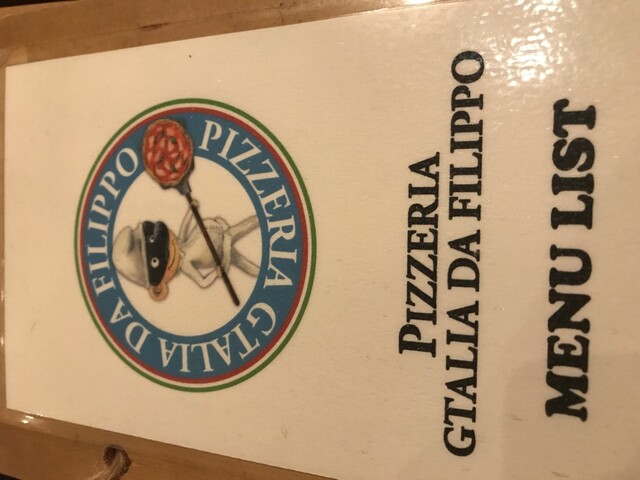 PIZZERIA GTALIA DA FILIPPO
PIZZERIA
GTALIA DA FILIPPO
MENU LIST